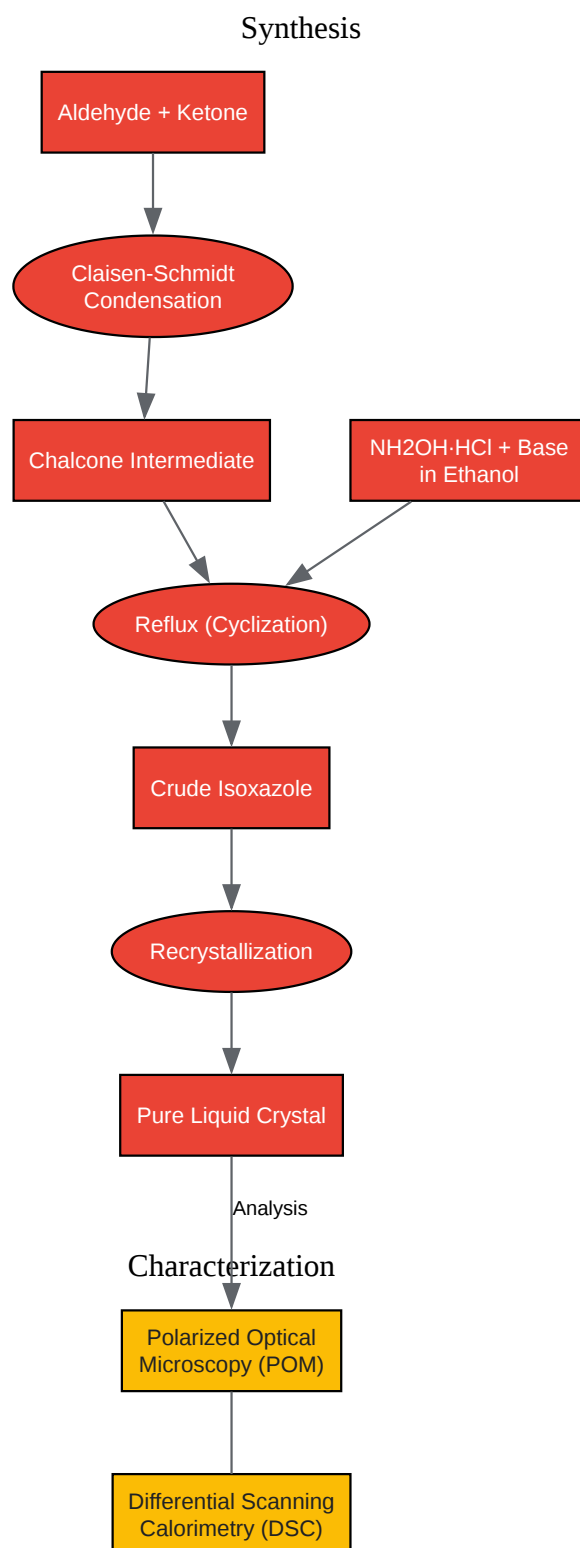 Synthesis
Aldehyde + Ketone
Claisen-Schmidt
Condensation
Chalcone Intermediate
NH2OH·HCl + Base
in Ethanol
Reflux (Cyclization)
Crude Isoxazole
Recrystallization
Pure Liquid Crystal
Analysis
Characterization
Polarized Optical
Microscopy (POM)
Differential Scanning
Calorimetry (DSC)